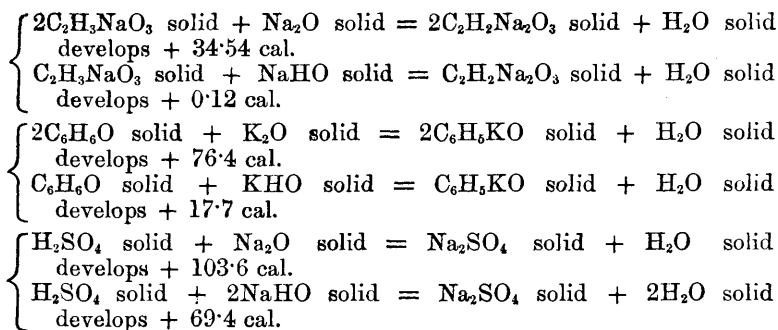 2C₂H₃NaO₃ solid + Na₂O solid = 2C₂H₂Na₂O₃ solid + H₂O solid
develops + 34·54 cal.
C₂H₃NaO₃ solid + NaHO solid = C₂H₂Na₂O₃ solid + H₂O solid
develops + 0·12 cal.
2C₆H₆O solid + K₂O solid = 2C₆H₅KO solid + H₂O solid
develops + 76·4 cal.
C₆H₆O solid + KHO solid = C₆H₅KO solid + H₂O solid
develops + 17·7 cal.
H₂SO₄ solid + Na₂O solid = Na₂SO₄ solid + H₂O solid
develops + 103·6 cal.
H₂SO₄ solid + 2NaHO solid = Na₂SO₄ solid + 2H₂O solid
develops + 69·4 cal.